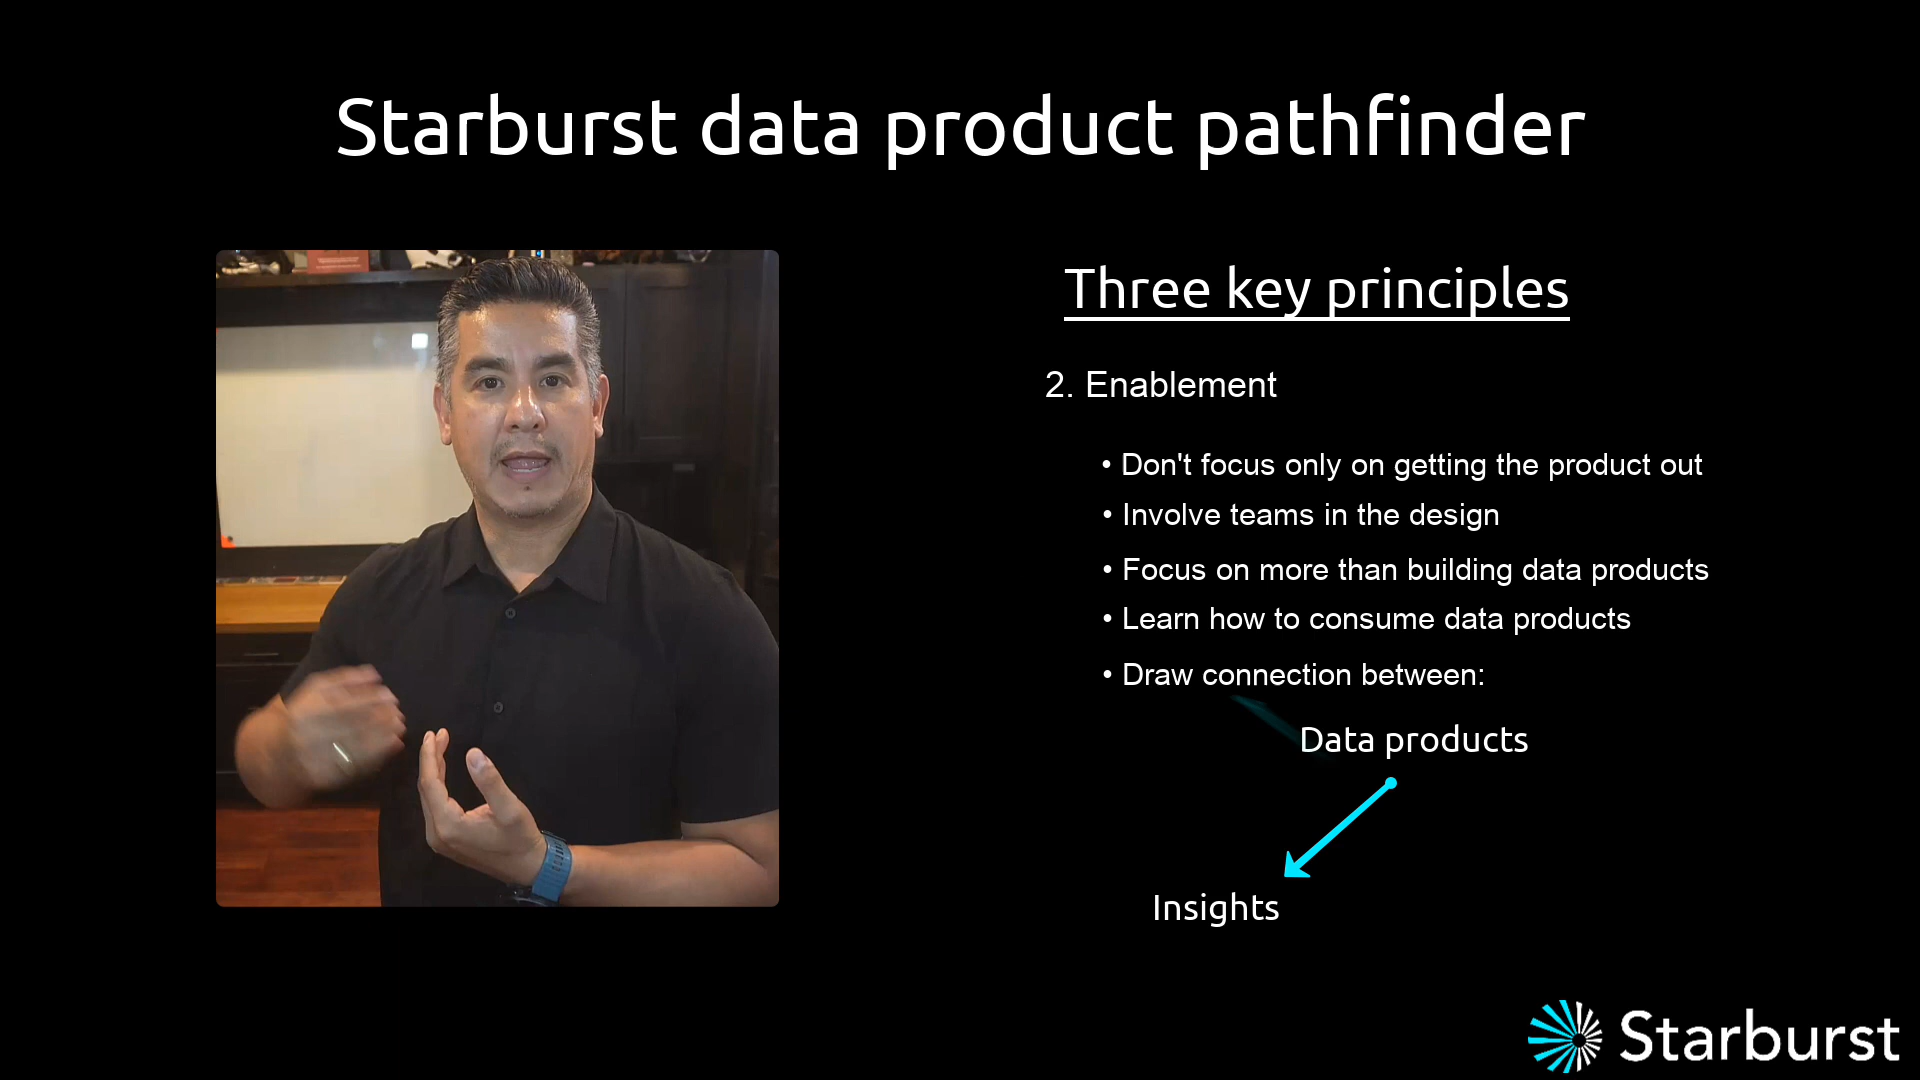 Starburst data product pathfinder
Three key principles
2. Enablement
• Don't focus only on getting the product out
• Involve teams in the design
• Focus on more than building data products
• Learn how to consume data products
• Draw connection between:
Data products
Insights
Starburst